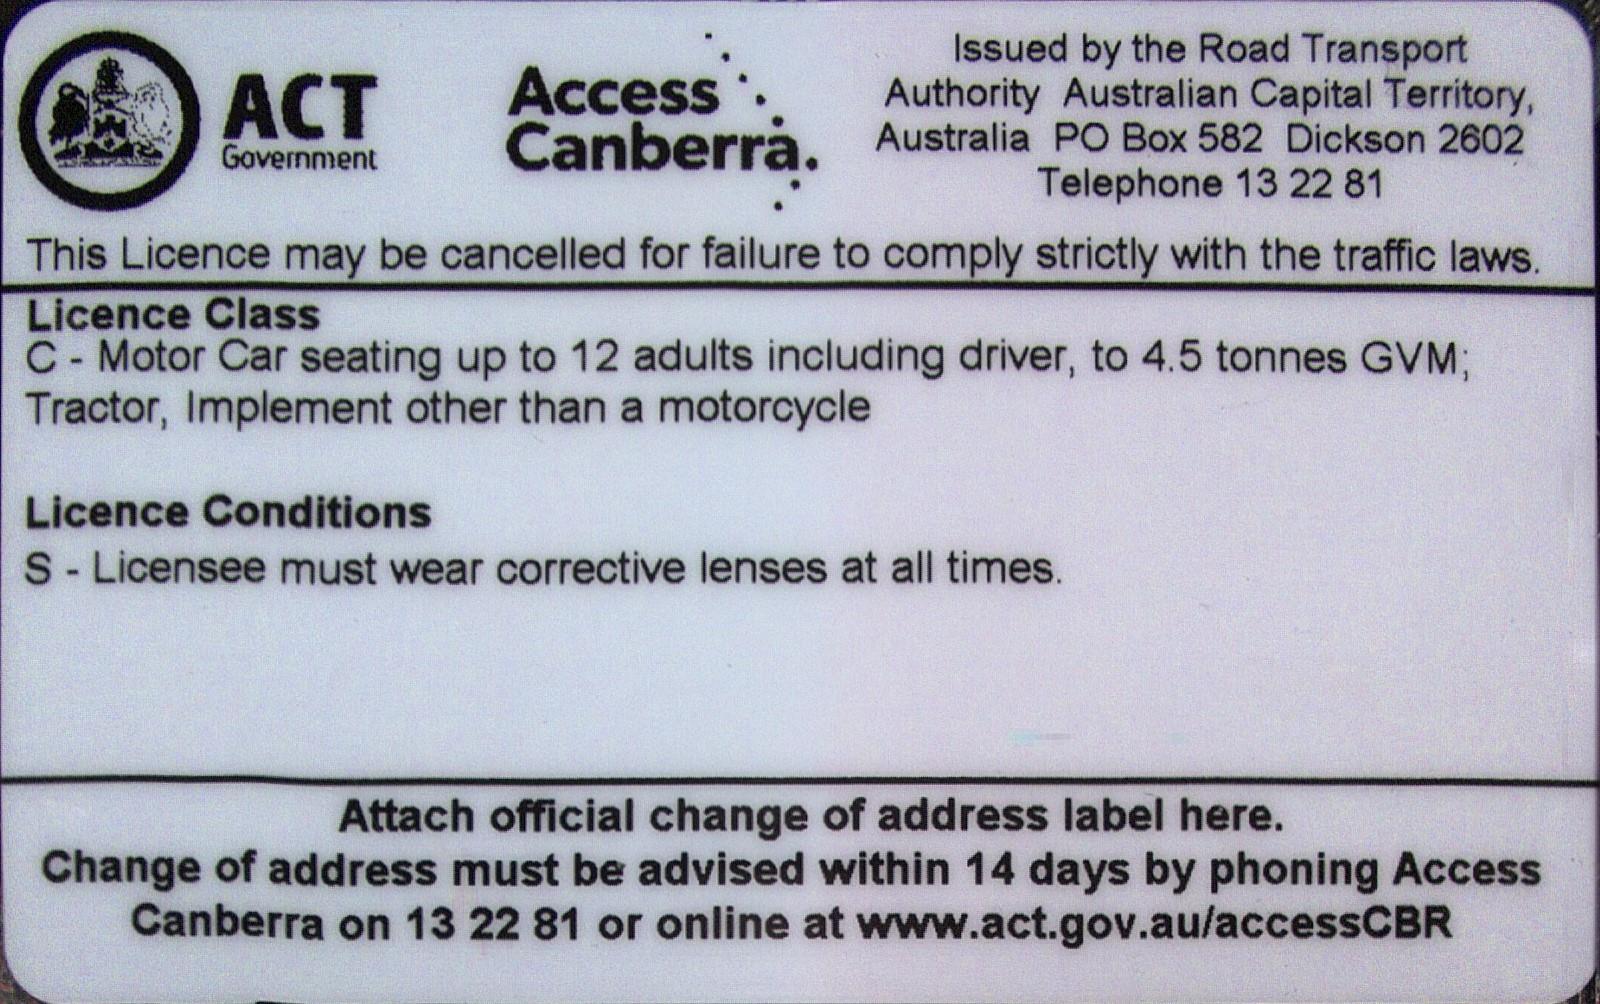 ACT
Government
Access
Canberra.
Issued by the Road Transport
Authority Australian Capital Territory,
Australia PO Box 582 Dickson 2602
Telephone 13 22 81
This Licence may be cancelled for failure to comply strictly with the traffic laws.
Licence Class
C - Motor Car seating up to 12 adults including driver, to 4.5 tonnes GVM;
Tractor, Implement other than a motorcycle
Licence Conditions
S - Licensee must wear corrective lenses at all times.
Attach official change of address label here.
Change of address must be advised within 14 days by phoning Access
Canberra on 13 22 81 or online at www.act.gov.au/accessCBR